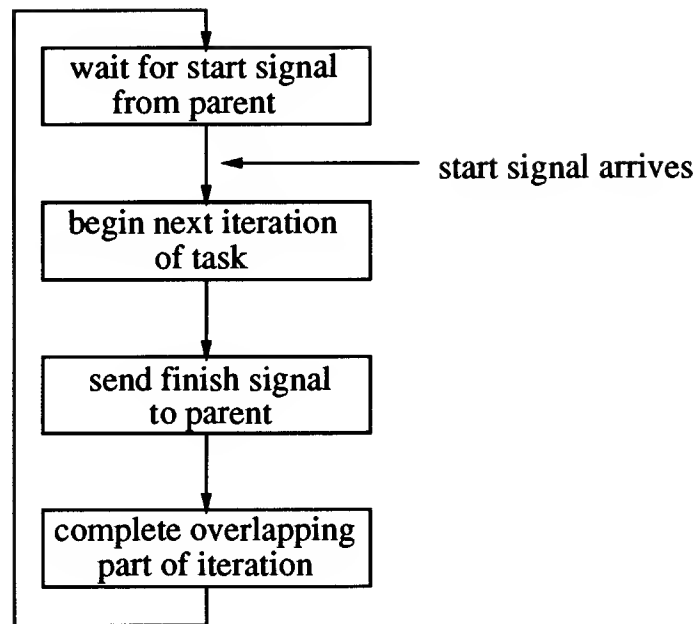 wait for start signal
from parent
start signal arrives
begin next iteration
of task
send finish signal
to parent
complete overlapping
part of iteration